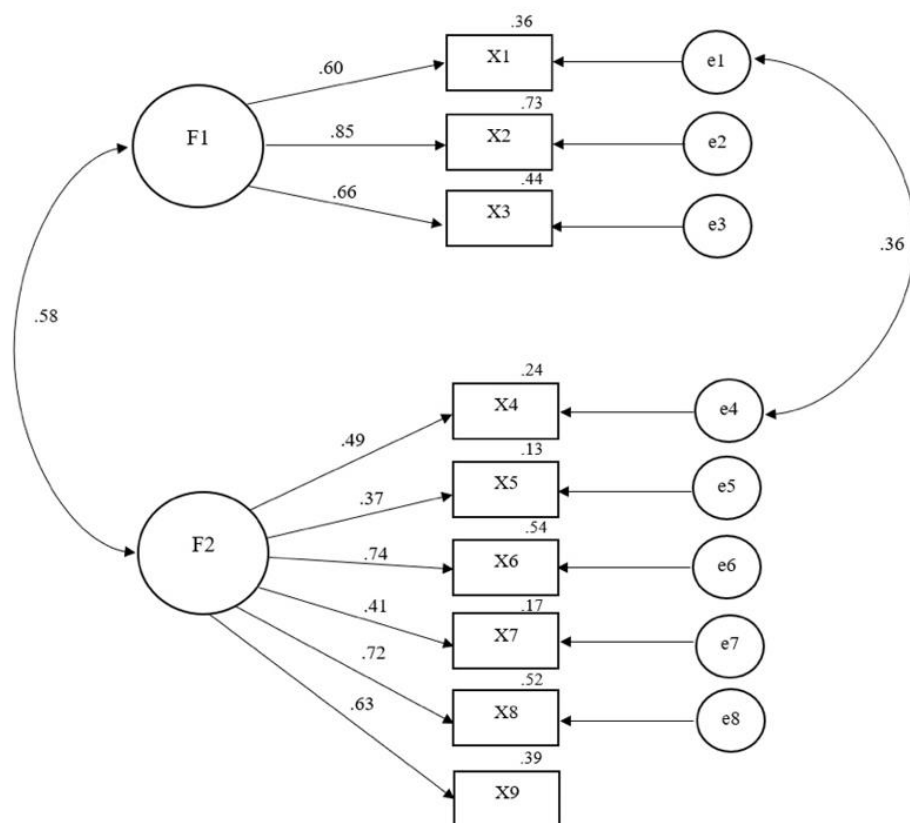 .36
X1
e1
.60
.73
F1
.85
X2
e2
.44
.66
X3
e3
.36
.58
.24
X4
e4
.49
.13
X5
e5
.37
.54
F2
.74
X6
e6
.17
.41
X7
e7
.72
.52
X8
e8
.63
.39
X9